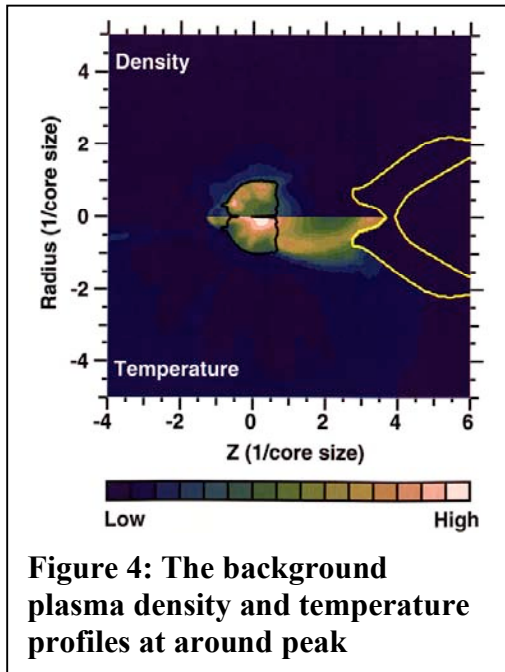 Density
4
2
0
-2
-4
Radius (1/core size)
Temperature
-4 -2 0 2 4 6
Z (1/core size)
Low High
Figure 4: The background
plasma density and temperature
profiles at around peak